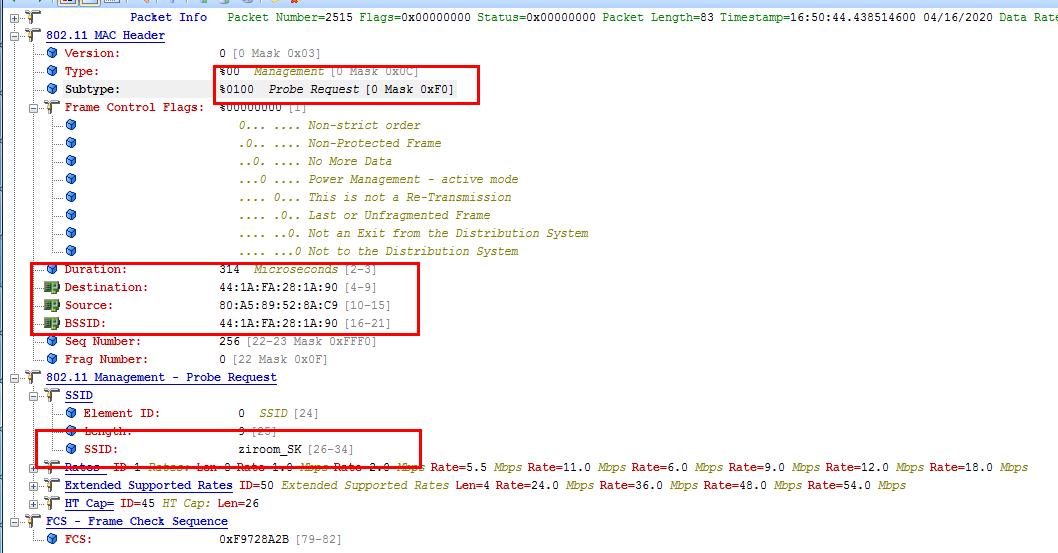 Packet Info Packet Number=2515 Flags=0x00000000 Status=0x00000000 Packet Length=83 Timestamp=16:50:44.438514600 04/16/2020 Data Rate
802.11 MAC Header
Version: 0 [0 Mask 0x03]
Type: %00 Management [0 Mask 0x0C]
Subtype: %0100 Probe Request [0 Mask 0xF0]
Frame Control Flags: %00000000 [1]
0... .... Non-strict order
.0.. .... Non-Protected Frame
..0. .... No More Data
...0 .... Power Management - active mode
.... 0... This is not a Re-Transmission
.... .0.. Last or Unfragmented Frame
.... ..0. Not an Exit from the Distribution System
.... ...0 Not to the Distribution System
Duration: 314 Microseconds [2-3]
Destination: 44:1A:FA:28:1A:90 [4-9]
Source: 80:A5:89:52:8A:C9 [10-15]
BSSID: 44:1A:FA:28:1A:90 [16-21]
Seq Number: 256 [22-23 Mask 0xFFF0]
Frag Number: 0 [22 Mask 0x0F]
802.11 Management - Probe Request
SSID
Element ID: 0 SSID [24]
Length: 9 [25]
SSID: ziroom_SK [26-34]
Rates ID=1 Rates: Len=8 Rate=1.0 Mbps Rate=2.0 Mbps Rate=5.5 Mbps Rate=11.0 Mbps Rate=6.0 Mbps Rate=9.0 Mbps Rate=12.0 Mbps Rate=18.0 Mbps
Extended Supported Rates ID=50 Extended Supported Rates Len=4 Rate=24.0 Mbps Rate=36.0 Mbps Rate=48.0 Mbps Rate=54.0 Mbps
HT Cap= ID=45 HT Cap: Len=26
FCS - Frame Check Sequence
FCS: 0xF9728A2B [79-82]